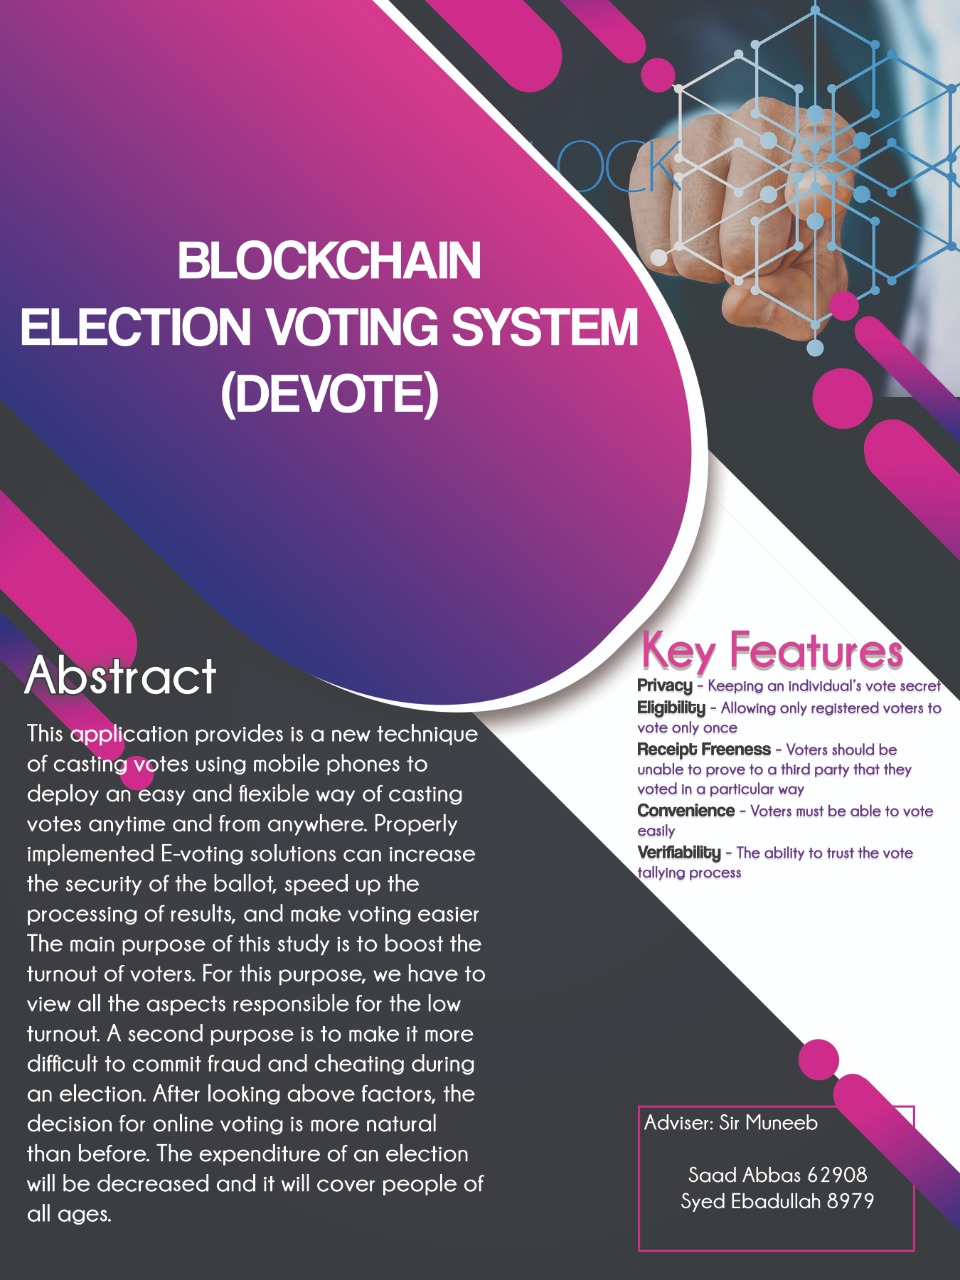 OCK
BLOCKCHAIN
ELECTION VOTING SYSTEM
(DEVOTE)
Abstract
This application provides is a new technique
of casting votes using mobile phones to
deploy an easy and flexible way of casting
votes anytime and from anywhere. Properly
implemented E-voting solutions can increase
the security of the ballot, speed up the
processing of results, and make voting easier
The main purpose of this study is to boost the
turnout of voters. For this purpose, we have to
view all the aspects responsible for the low
turnout. A second purpose is to make it more
difficult to commit fraud and cheating during
an election. After looking above factors, the
decision for online voting is more natural
than before. The expenditure of an election
will be decreased and it will cover people of
all ages.
Key Features
Privacy - Keeping an individual's vote secret
Eligibility - Allowing only registered voters to
vote only once
Receipt Freeness - Voters should be
unable to prove to a third party that they
voted in a particular way
Convenience - Voters must be able to vote
easily
Verifiability - The ability to trust the vote
tallying process
Adviser: Sir Muneeb
Saad Abbas 62908
Syed Ebadullah 8979